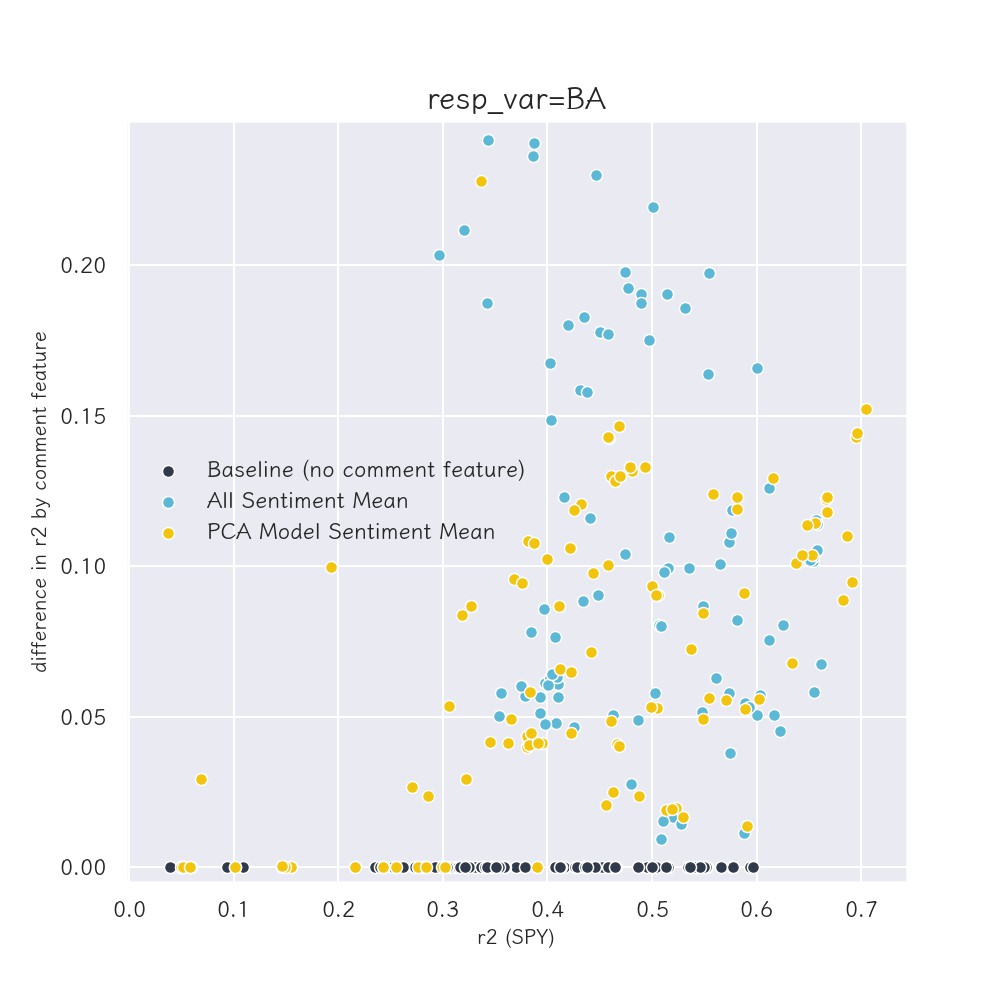 resp_var=BA
difference in r2 by comment feature
0.20
0.15
0.10
0.05
0.00
Baseline (no comment feature)
All Sentiment Mean
PCA Model Sentiment Mean
0.0 0.1 0.2 0.3 0.4 0.5 0.6 0.7
r2 (SPY)